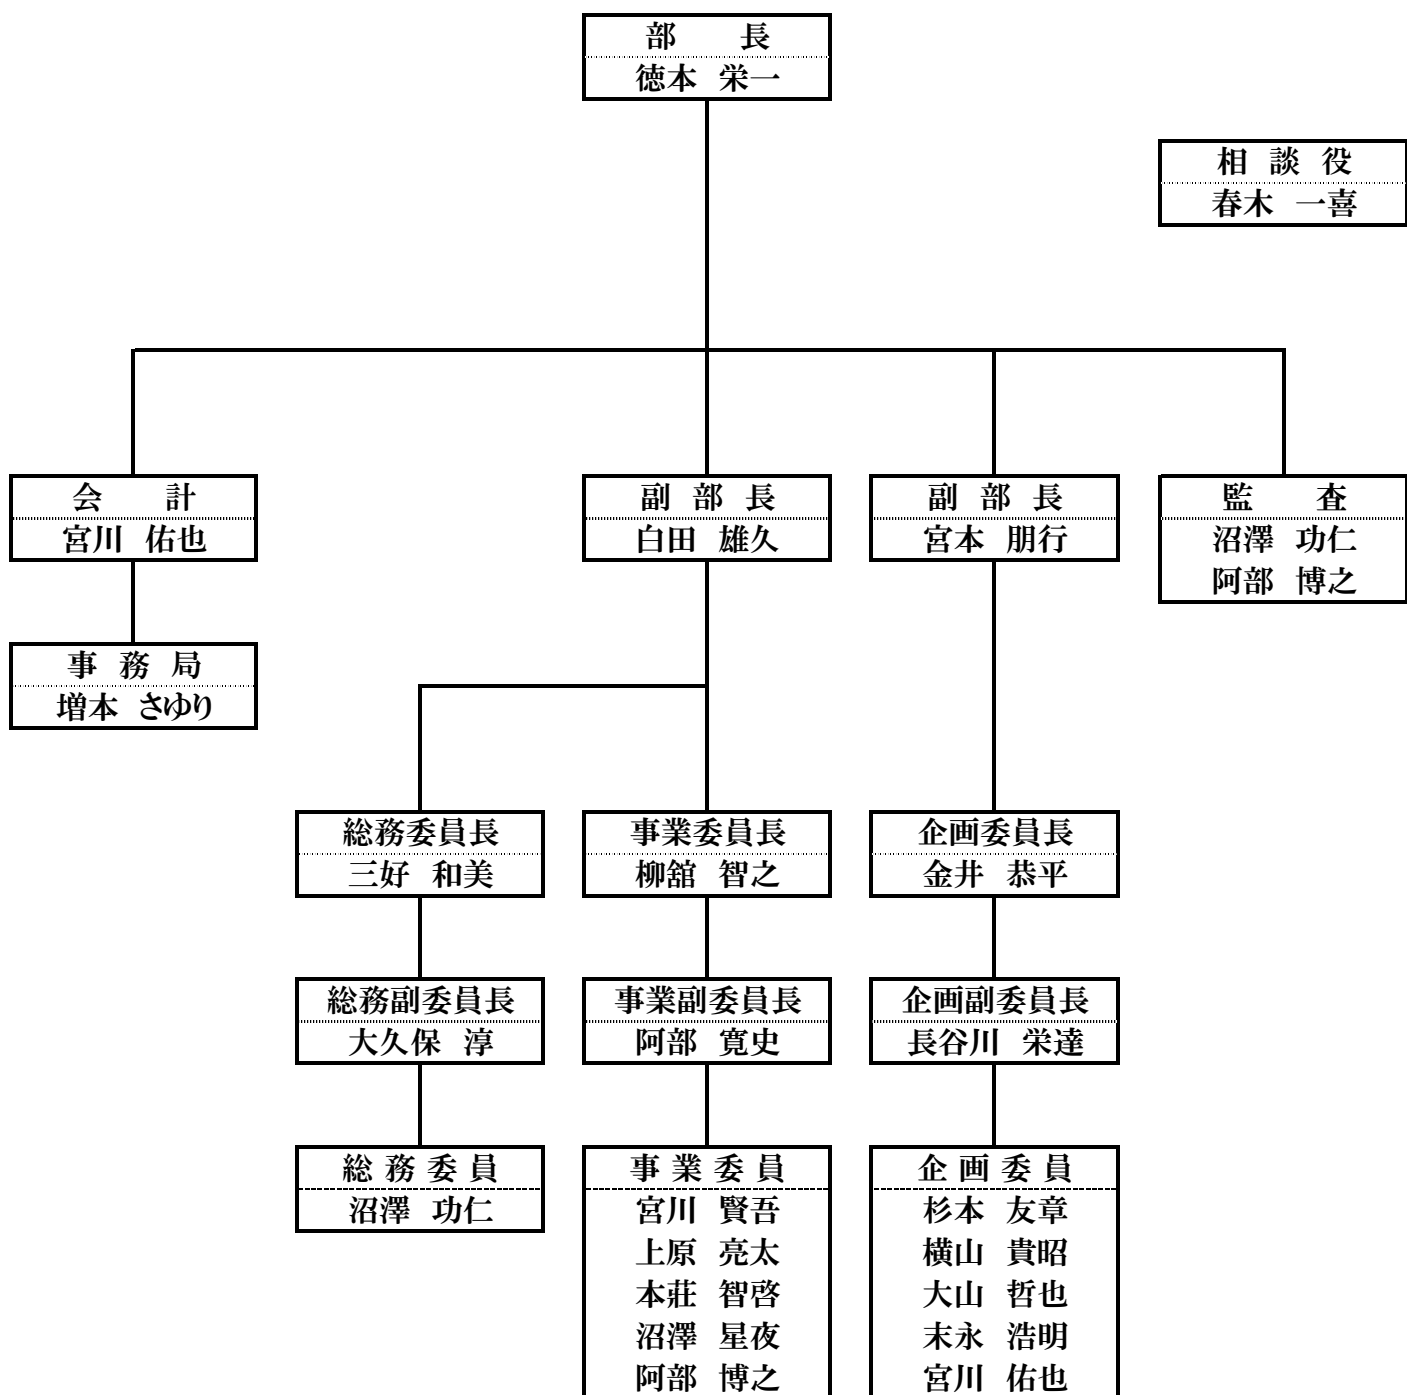 部　　長
徳本　栄一
相 談 役
春木　一喜
会　　計
宮川　佑也
副 部 長
白田　雄久
副 部 長
宮本　朋行
監　　査
沼澤　功仁
阿部　博之
事 務 局
増本　さゆり
総務委員長
三好　和美
事業委員長
柳舘　智之
企画委員長
金井　恭平
総務副委員長
大久保　淳
事業副委員長
阿部　寛史
企画副委員長
長谷川　栄達
総 務 委 員
沼澤　功仁
事 業 委 員
宮川　賢吾
上原　亮太
本莊　智啓
沼澤　星夜
阿部　博之
企 画 委 員
杉本　友章
横山　貴昭
大山　哲也
末永　浩明
宮川　佑也